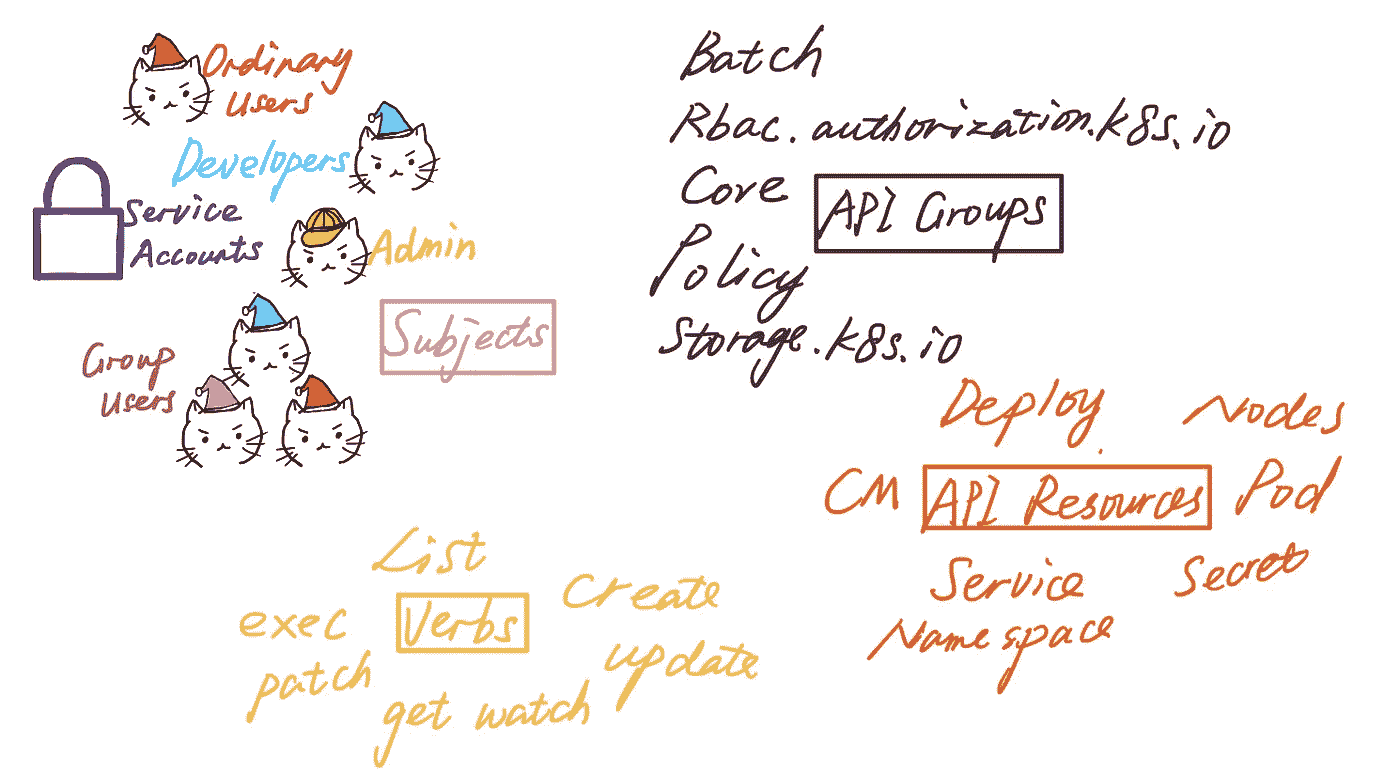 Ordinary
Users
Developers
Service
Accounts
Admin
Subjects
Group
Users
Batch
Rbac.authorization.k8s.io
Core
API Groups
Policy
Storage.k8s.io
Deploy
Nodes
CM
API Resources
Pod
Service
Secret
Namespace
List
exec
Verbs
Create
patch
update
get watch